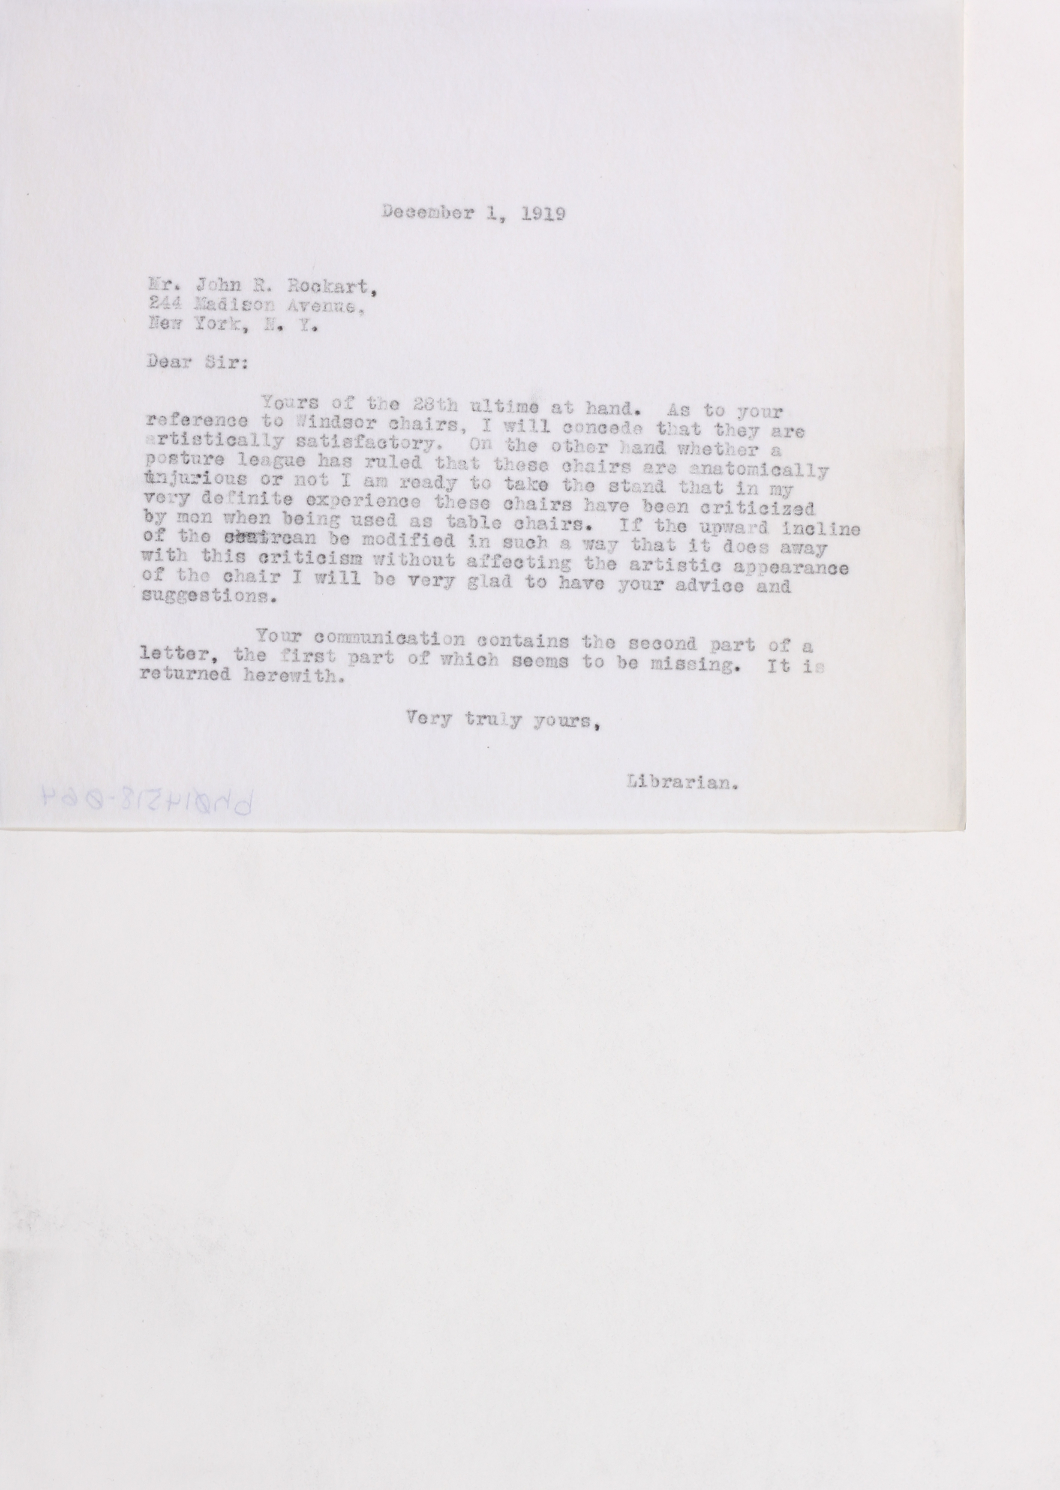 December 1, 1919
Mr. John R. Rockart,
244 Madison Avenue,
New York, N. Y.
Dear Sir:
Yours of the 28th ultimo at hand. As to your
reference to Windsor chairs, I will concede that they are
artistically satisfactory. On the other hand whether a
posture league has ruled that these chairs are anatomically
injurious or not I am ready to take the stand that in my
very definite experience these chairs have been criticized
by men when being used as table chairs. If the upward incline
of the can be modified in such a way that it does away
with this criticism without affecting the artistic appearance
of the chair I will be very glad to have your advice and
suggestions.
Your communication contains the second part of a
letter, the first part of which seems to be missing. It is
returned herewith.
Very truly yours,
Librarian.